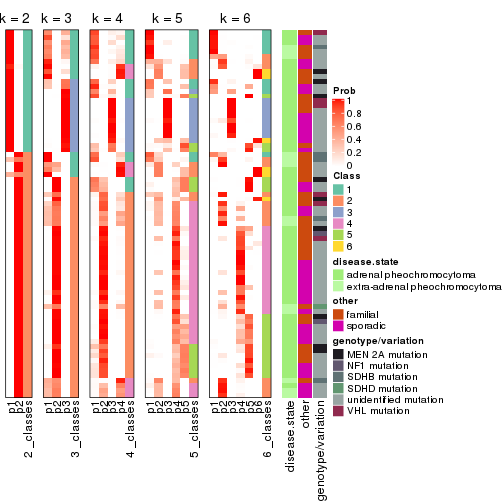 k = 2 k = 3 k = 4 k = 5 k = 6
Prob
1
0.8
0.6
0.4
0.2
0
Class
1
2
3
4
5
6
disease.state
adrenal pheochromocytoma
extra-adrenal pheochromocytoma
other
familial
sporadic
genotype/variation
MEN 2A mutation
NF1 mutation
SDHB mutation
SDHD mutation
unidentified mutation
VHL mutation
p1
p2
2_classes
p1
p2
p3
3_classes
p1
p2
p3
p4
4_classes
p1
p2
p3
p4
p5
5_classes
p1
p2
p3
p4
p5
p6
6_classes
disease.state
other
genotype/variation